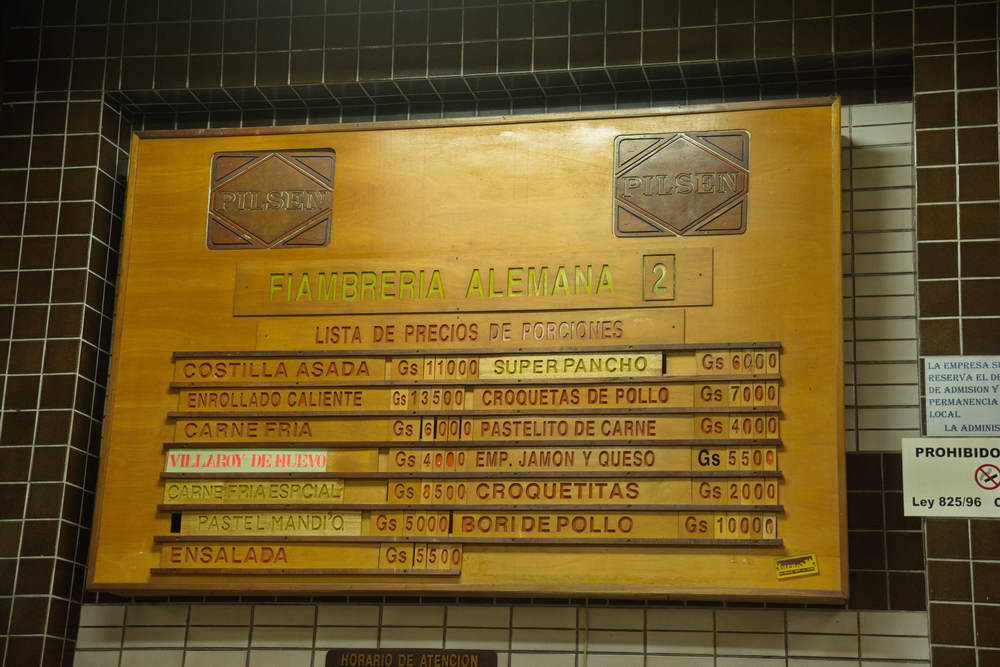 PILSEN
PILSEN
FIAMBRERIA ALEMANA 2
LISTA DE PRECIOS DE PORCIONES
COSTILLA ASADA Gs 11000 SUPER PANCHO Gs 6000
ENROLLADO CALIENTE Gs 13500 CROQUETAS DE POLLO Gs 7000
CARNE FRIA Gs 6000 PASTELITO DE CARNE Gs 4000
VILLAROY DE HUEVO Gs 4000 EMP. JAMON Y QUESO Gs 5500
CARNE FRIA ESPCIAL Gs 8500 CROQUETITAS Gs 2000
PASTEL MANDI'O Gs 5000 BORI DE POLLO Gs 10000
ENSALADA Gs 5500
HORARIO DE ATENCION
LA EMPRESA S
RESERVA EL
DE ADMISION Y
PERMANENCIA
LOCAL
LA ADMINIS
PROHIBIDO
Ley 825/96